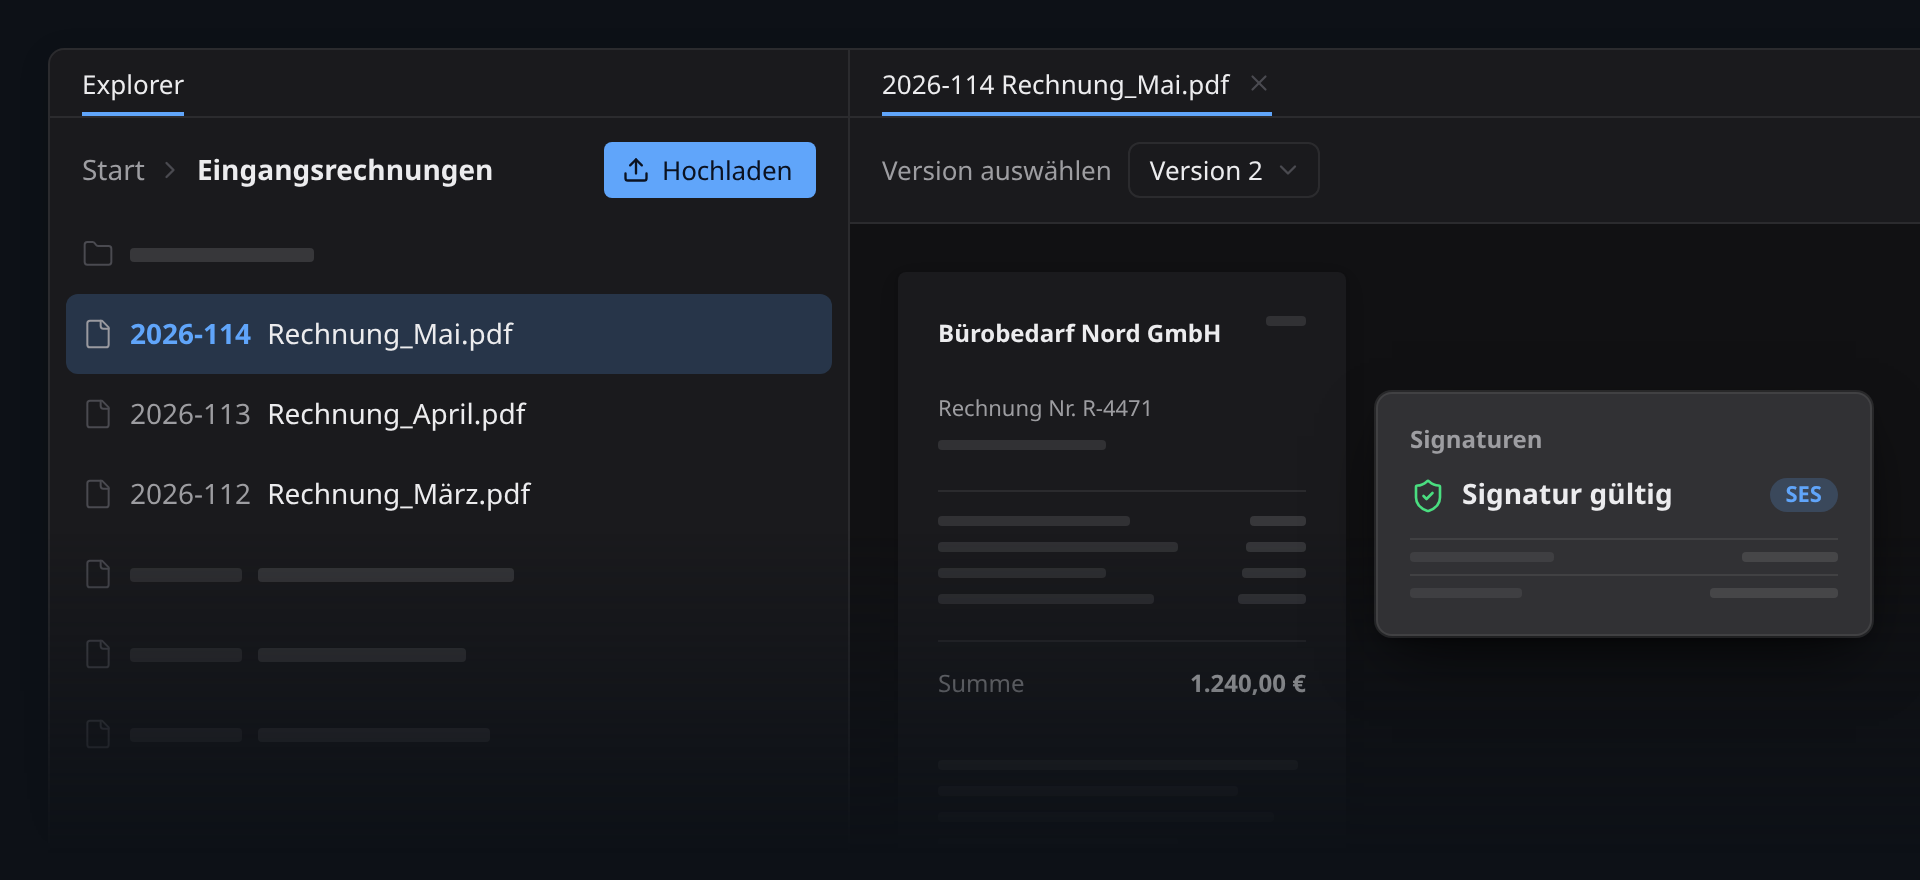 Explorer
Start
Eingangsrechnungen
Hochladen
2026-114 Rechnung_Mai.pdf
2026-113 Rechnung_April.pdf
2026-112 Rechnung_März.pdf
2026-114 Rechnung_Mai.pdf
Version auswählen
Version 2
Bürobedarf Nord GmbH
Rechnung Nr. R-4471
Summe 1.240,00 €
Signaturen
Signatur gültig
SES